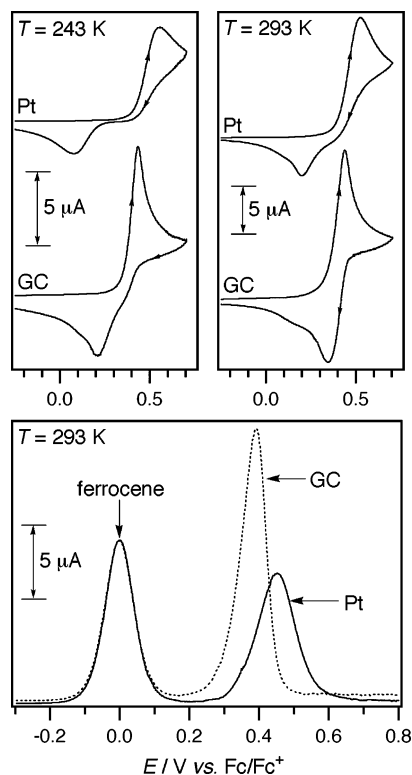 T = 243 K
Pt
5 μA
GC
0.0 0.5
T = 293 K
Pt
5 μA
GC
0.0 0.5
T = 293 K
ferrocene
GC
5 μA
Pt
-0.2 0.0 0.2 0.4 0.6 0.8
E / V vs. Fc/Fc⁺